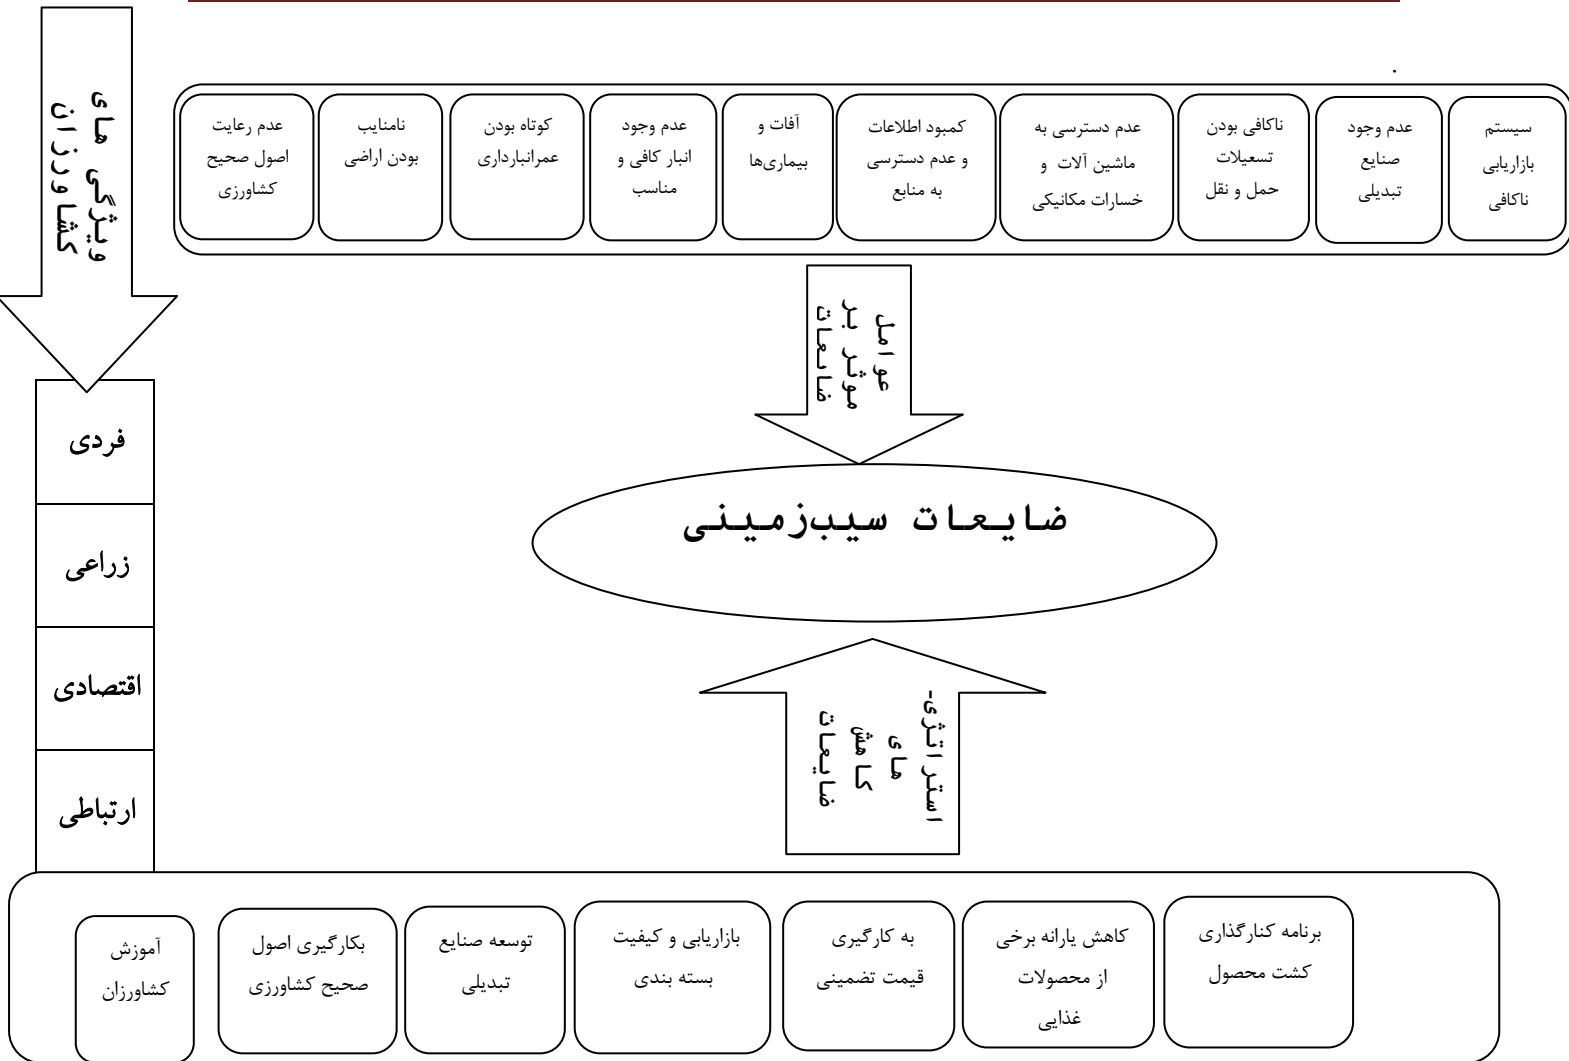 .
سیستم
بازاریابی
ناکافی
عدم وجود
صنایع
تبدیلی
ناکافی بودن
تسعیلات
حمل و نقل
عدم دسترسی به
ماشین آلات و
خسارات مکانیکی
کمبود اطلاعات
و عدم دسترسی
به منابع
آفات و
بیماری‌ها
عدم وجود
انبار کافی و
مناسب
کوتاه بودن
عمرانبارداری
نامنایب
بودن اراضی
عدم رعایت
اصول صحیح
کشاورزی
ویژگی های
کشاورزان
عوامل
موثر بر
ضایعات
فردی
زراعی
اقتصادی
ارتباطی
ضایعات سیب‌زمینی
استراتژی-
های
کاهش
ضایعات
برنامه کنارگذاری
کشت محصول
کاهش یارانه برخی
از محصولات
غذایی
به کارگیری
قیمت تضمینی
بازاریابی و کیفیت
بسته بندی
توسعه صنایع
تبدیلی
بکارگیری اصول
صحیح کشاورزی
آموزش
کشاورزان